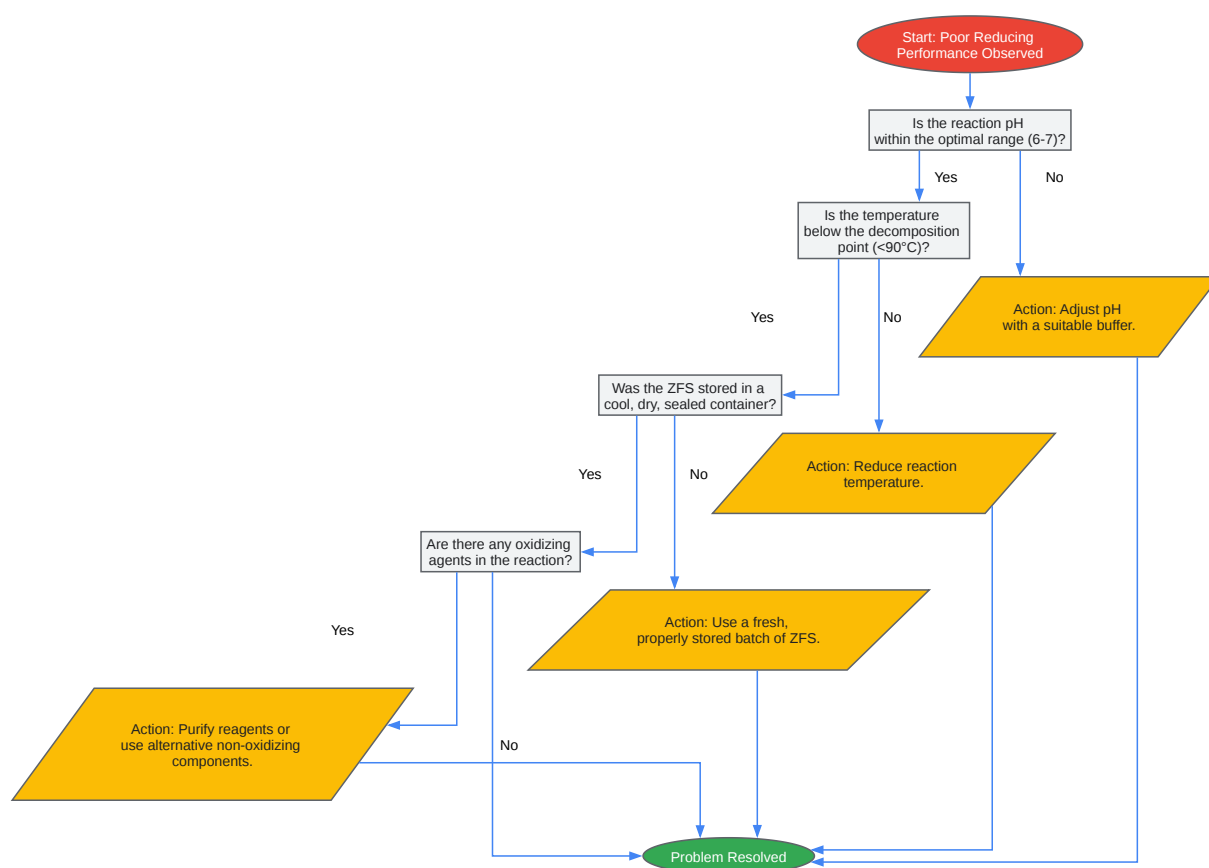 Start: Poor Reducing
Performance Observed
Is the reaction pH
within the optimal range (6-7)?
Yes
No
Is the temperature
below the decomposition
point (<90°C)?
Action: Adjust pH
with a suitable buffer.
Yes
No
Was the ZFS stored in a
cool, dry, sealed container?
Action: Reduce reaction
temperature.
Yes
No
Are there any oxidizing
agents in the reaction?
Action: Use a fresh,
properly stored batch of ZFS.
Yes
Action: Purify reagents or
use alternative non-oxidizing
components.
No
Problem Resolved